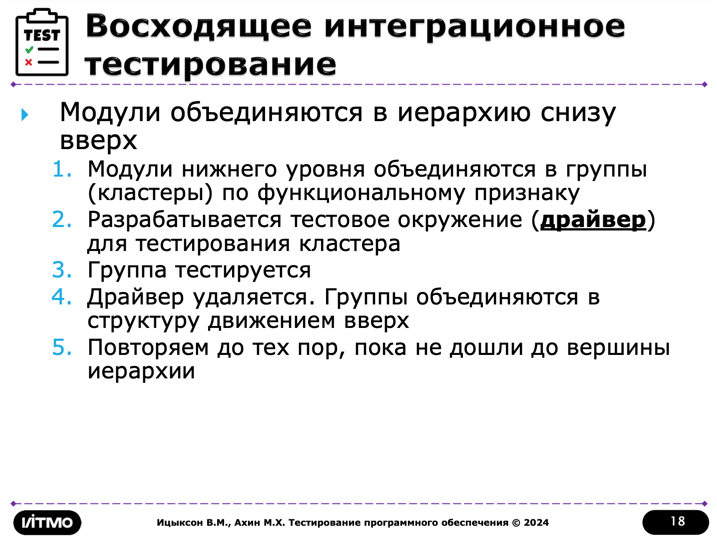 TEST
Восходящее интеграционное
тестирование
Модули объединяются в иерархию снизу
вверх
1. Модули нижнего уровня объединяются в группы
(кластеры) по функциональному признаку
2. Разрабатывается тестовое окружение (драйвер)
для тестирования кластера
3. Группа тестируется
4. Драйвер удаляется. Группы объединяются в
структуру движением вверх
5. Повторяем до тех пор, пока не дошли до вершины
иерархии
ИТМО
Ицыксон В.М., Ахин М.Х. Тестирование программного обеспечения © 2024
18